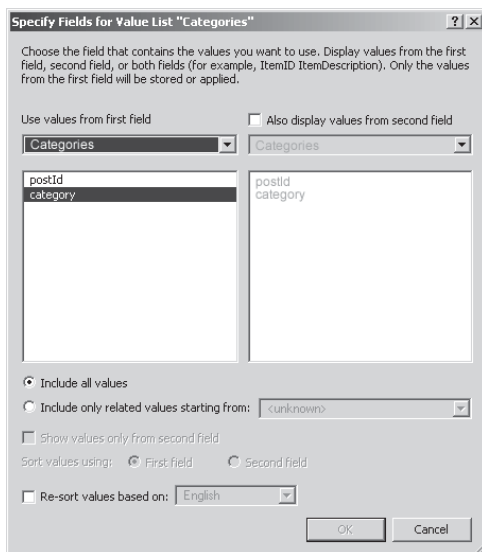 Specify Fields for Value List "Categories"
Choose the field that contains the values you want to use. Display values from the first
field, second field, or both fields (for example, ItemID ItemDescription). Only the values
from the first field will be stored or applied.
Use values from first field
Also display values from second field
Categories
Categories
postId
category
postId
category
Include all values
Include only related values starting from: <unknown>
Show values only from second field
Sort values using: First field Second field
Re-sort values based on: English
OK Cancel